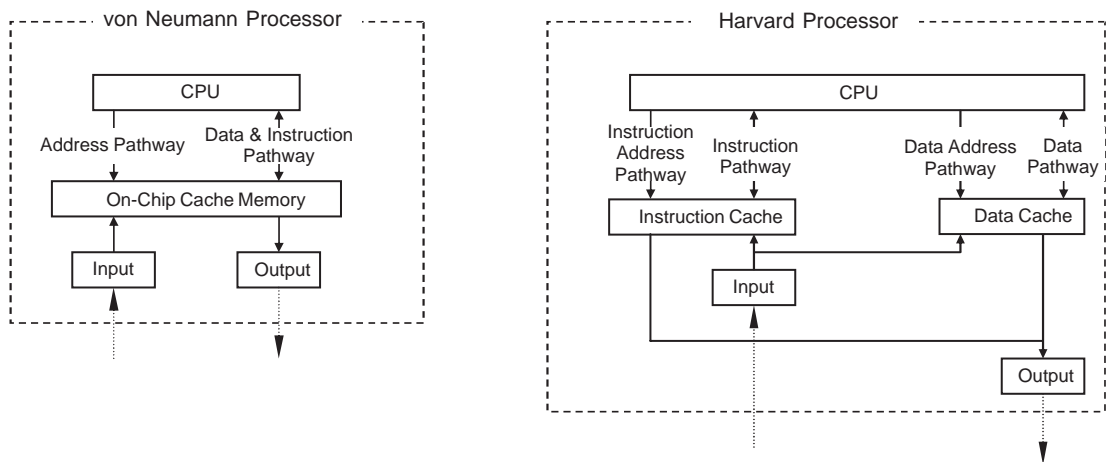 von Neumann Processor
CPU
Address Pathway
Data & Instruction
Pathway
On-Chip Cache Memory
Input
Output
Harvard Processor
CPU
Instruction
Address
Pathway
Instruction
Pathway
Data Address
Pathway
Data
Pathway
Instruction Cache
Data Cache
Input
Output